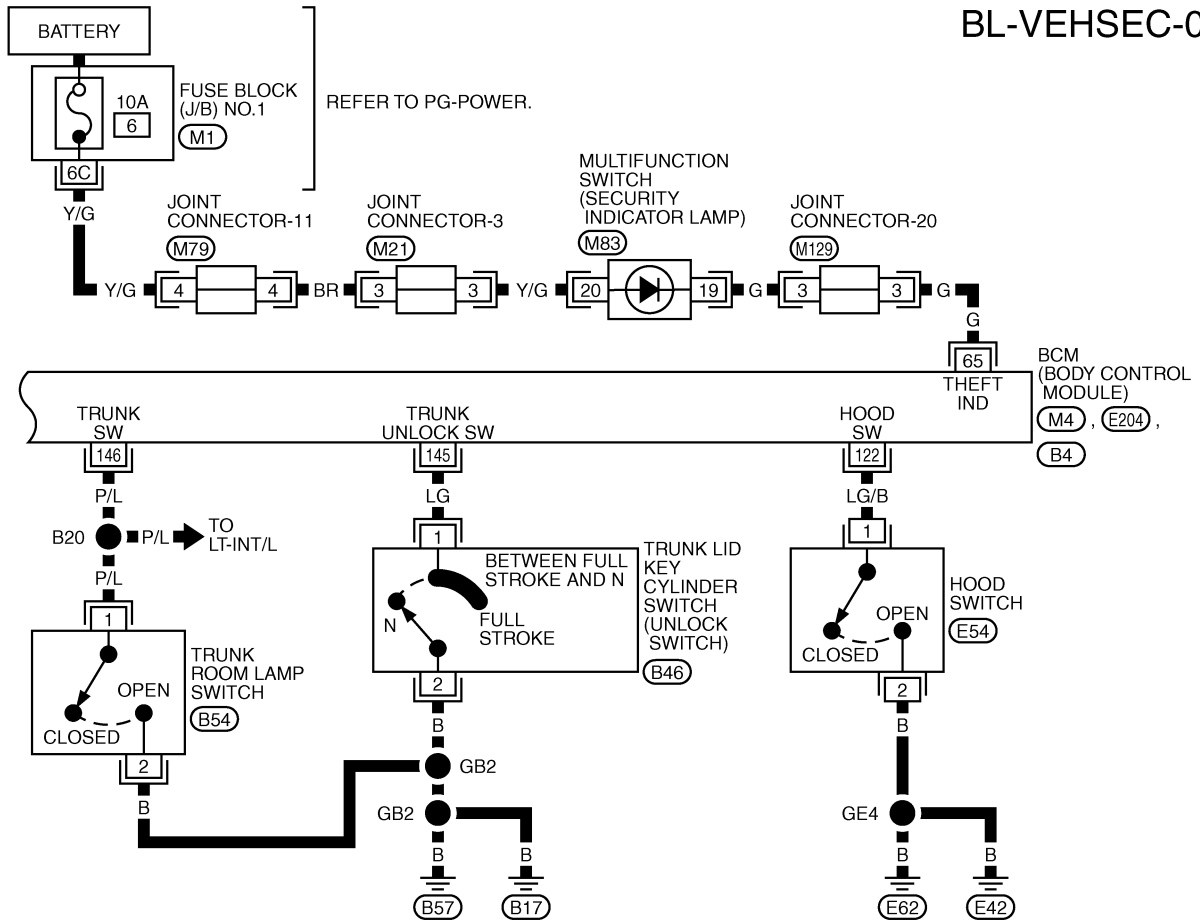 BL-VEHSEC-0
BATTERY
10A
6
FUSE BLOCK
(J/B) NO.1
M1
REFER TO PG-POWER.
6C
Y/G
JOINT
CONNECTOR-11
M79
JOINT
CONNECTOR-3
M21
MULTIFUNCTION
SWITCH
(SECURITY
INDICATOR LAMP)
M83
JOINT
CONNECTOR-20
M129
Y/G 4 4 BR 3 3 Y/G 20 19 G 3 3 G
G
65
THEFT
IND
BCM
(BODY CONTROL
MODULE)
M4 , E204 ,
B4
TRUNK
SW
146
TRUNK
UNLOCK SW
145
HOOD
SW
122
P/L
LG
LG/B
B20
P/L
TO
LT-INT/L
P/L
1
TRUNK
ROOM LAMP
SWITCH
B54
OPEN
CLOSED
2
B
1
BETWEEN FULL
STROKE AND N
N
FULL
STROKE
TRUNK LID
KEY
CYLINDER
SWITCH
(UNLOCK
SWITCH)
B46
2
B
GB2
GB2
B
B
B57
B17
1
HOOD
SWITCH
E54
OPEN
CLOSED
2
B
GE4
B
B
E62
E42